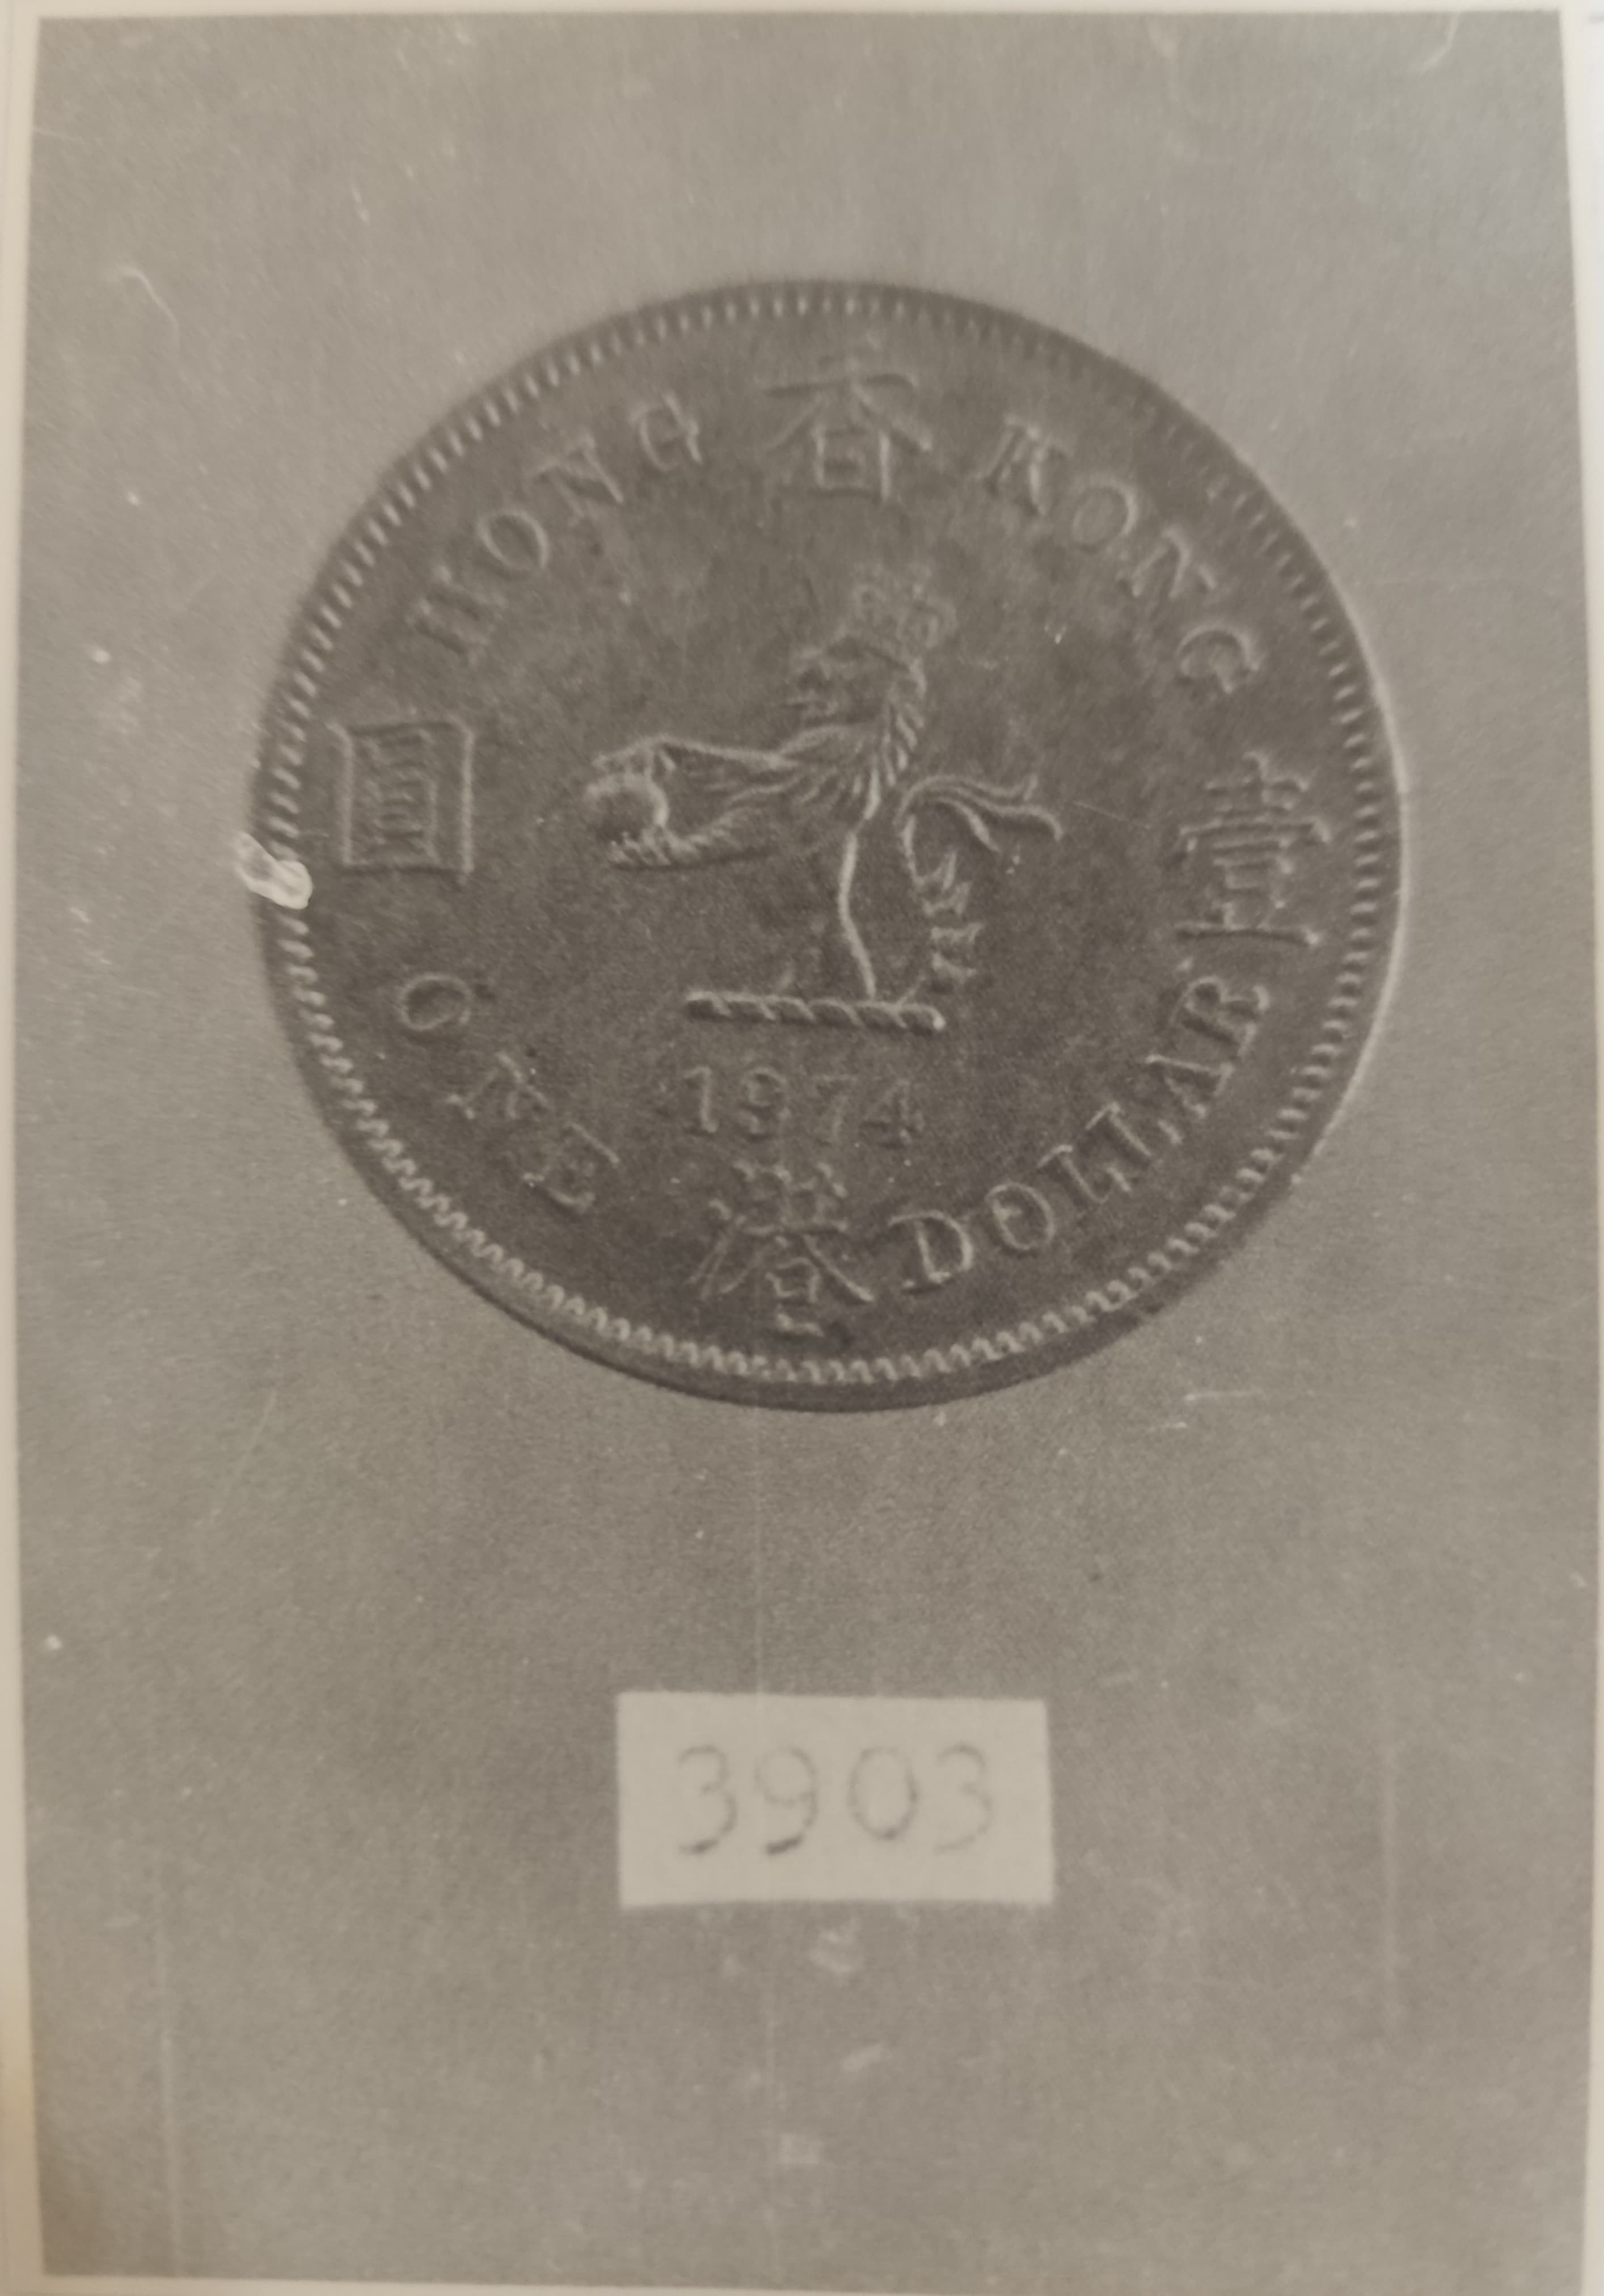 HONG 香 KONG
圓 壹
1974
ONE 港 DOLLAR
3903